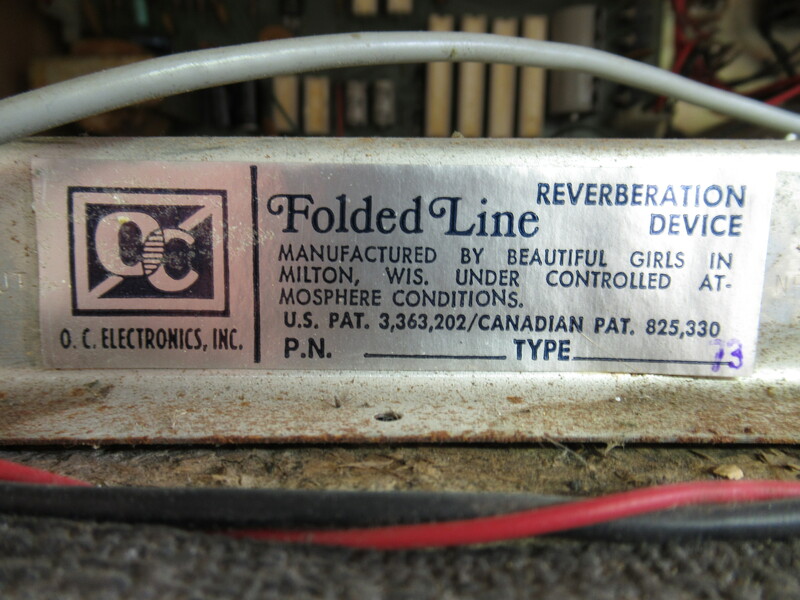 OC
O. C. ELECTRONICS, INC.
Folded Line
REVERBERATION
DEVICE
MANUFACTURED BY BEAUTIFUL GIRLS IN
MILTON, WIS. UNDER CONTROLLED AT-
MOSPHERE CONDITIONS.
U.S. PAT. 3,363,202/CANADIAN PAT. 825,330
P.N. TYPE 73